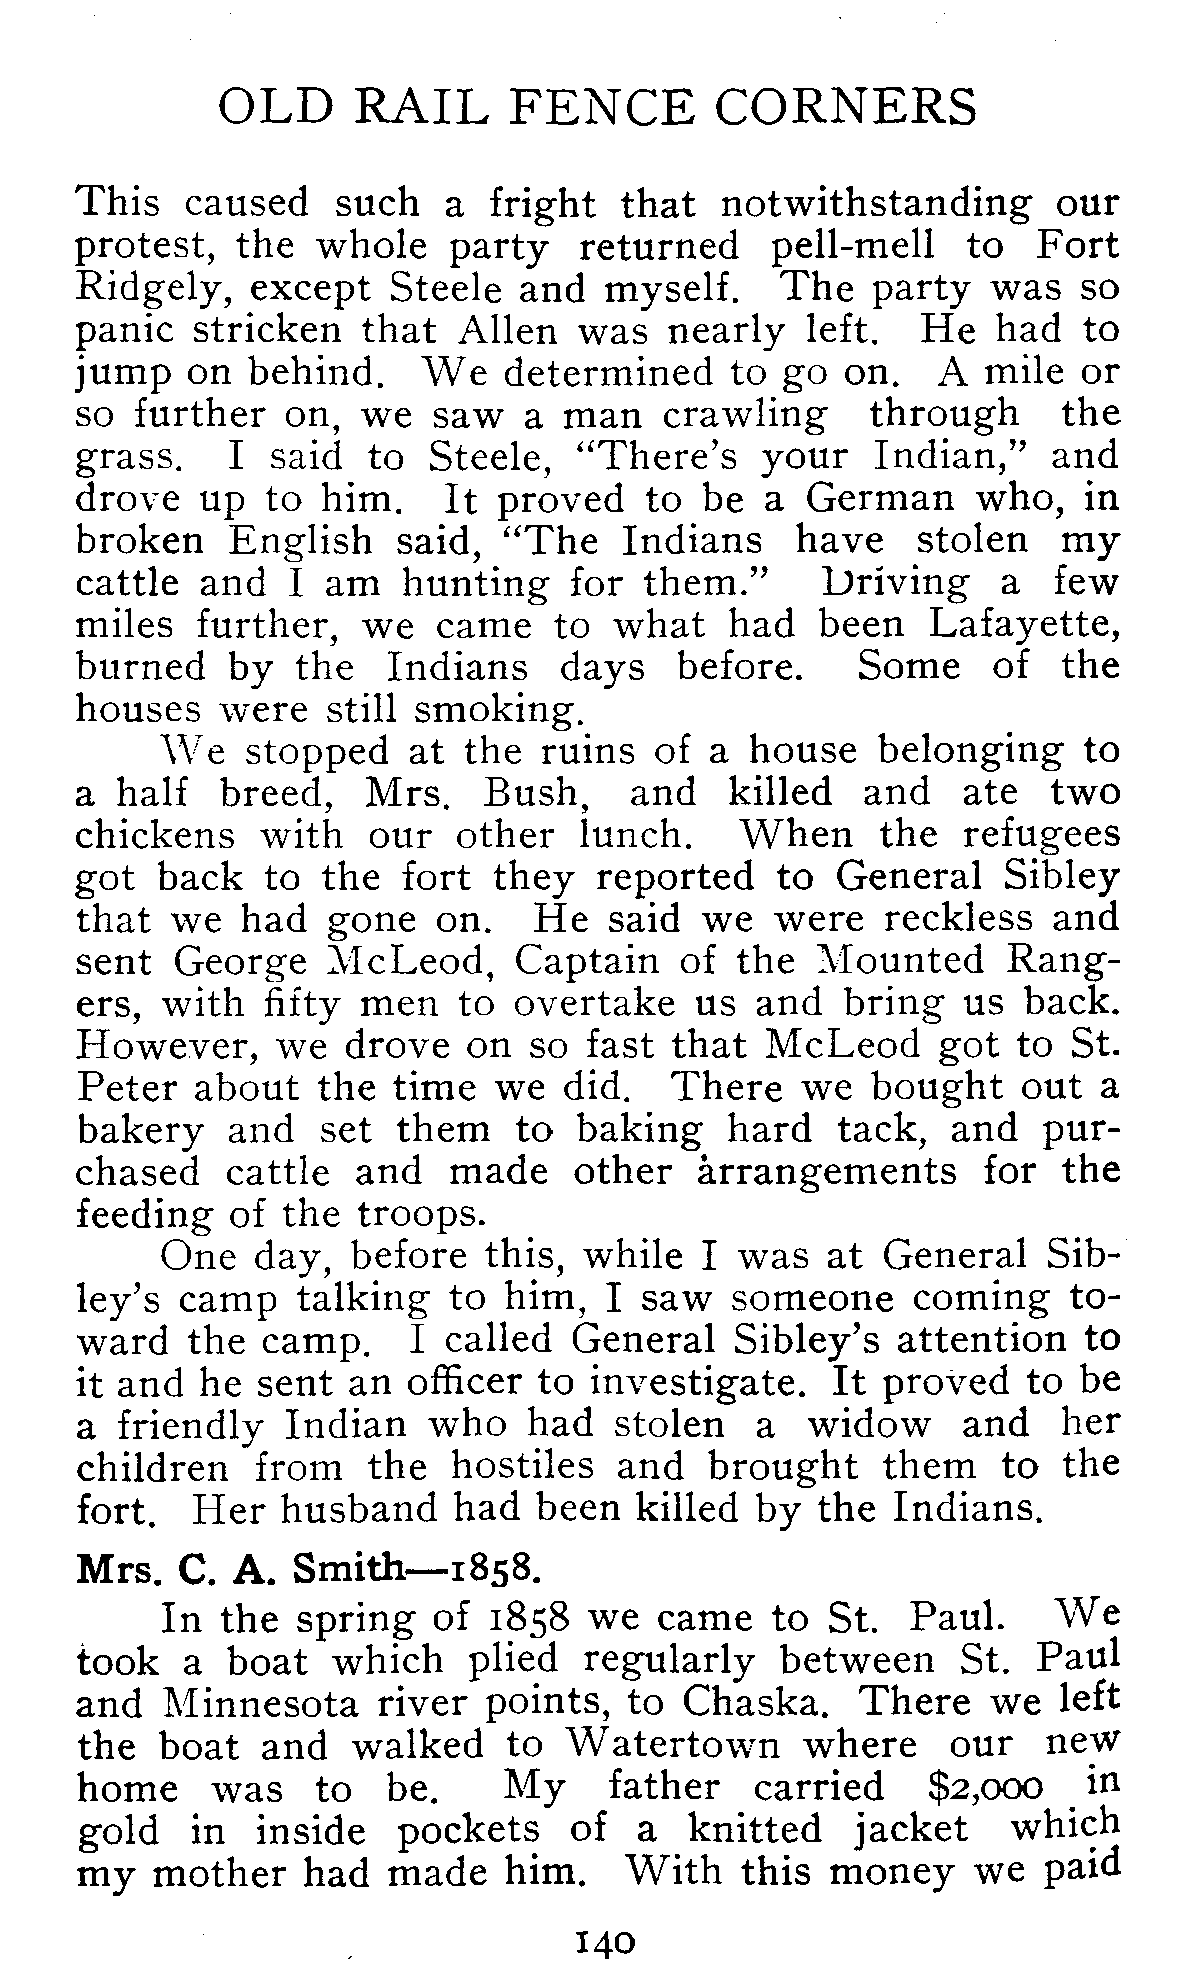 OLD RAIL FENCE CORNERS
This caused such a fright that notwithstanding our
protest, the whole party returned pell-mell to Fort
Ridgely, except Steele and myself. The party was so
panic stricken that Allen was nearly left. He had to
jump on behind. We determined to go on. A mile or
so further on, we saw a man crawling through the
grass. I said to Steele, “There’s your Indian,” and
drove up to him. It proved to be a German who, in
broken English said, “The Indians have stolen my
cattle and I am hunting for them.” Driving a few
miles further, we came to what had been Lafayette,
burned by the Indians days before. Some of the
houses were still smoking.
We stopped at the ruins of a house belonging to
a half breed, Mrs. Bush, and killed and ate two
chickens with our other lunch. When the refugees
got back to the fort they reported to General Sibley
that we had gone on. He said we were reckless and
sent George McLeod, Captain of the Mounted Rang-
ers, with fifty men to overtake us and bring us back.
However, we drove on so fast that McLeod got to St.
Peter about the time we did. There we bought out a
bakery and set them to baking hard tack, and pur-
chased cattle and made other arrangements for the
feeding of the troops.
One day, before this, while I was at General Sib-
ley’s camp talking to him, I saw someone coming to-
ward the camp. I called General Sibley’s attention to
it and he sent an officer to investigate. It proved to be
a friendly Indian who had stolen a widow and her
children from the hostiles and brought them to the
fort. Her husband had been killed by the Indians.
Mrs. C. A. Smith—1858.
In the spring of 1858 we came to St. Paul. We
took a boat which plied regularly between St. Paul
and Minnesota river points, to Chaska. There we left
the boat and walked to Watertown where our new
home was to be. My father carried $2,000 in
gold in inside pockets of a knitted jacket which
my mother had made him. With this money we paid
140